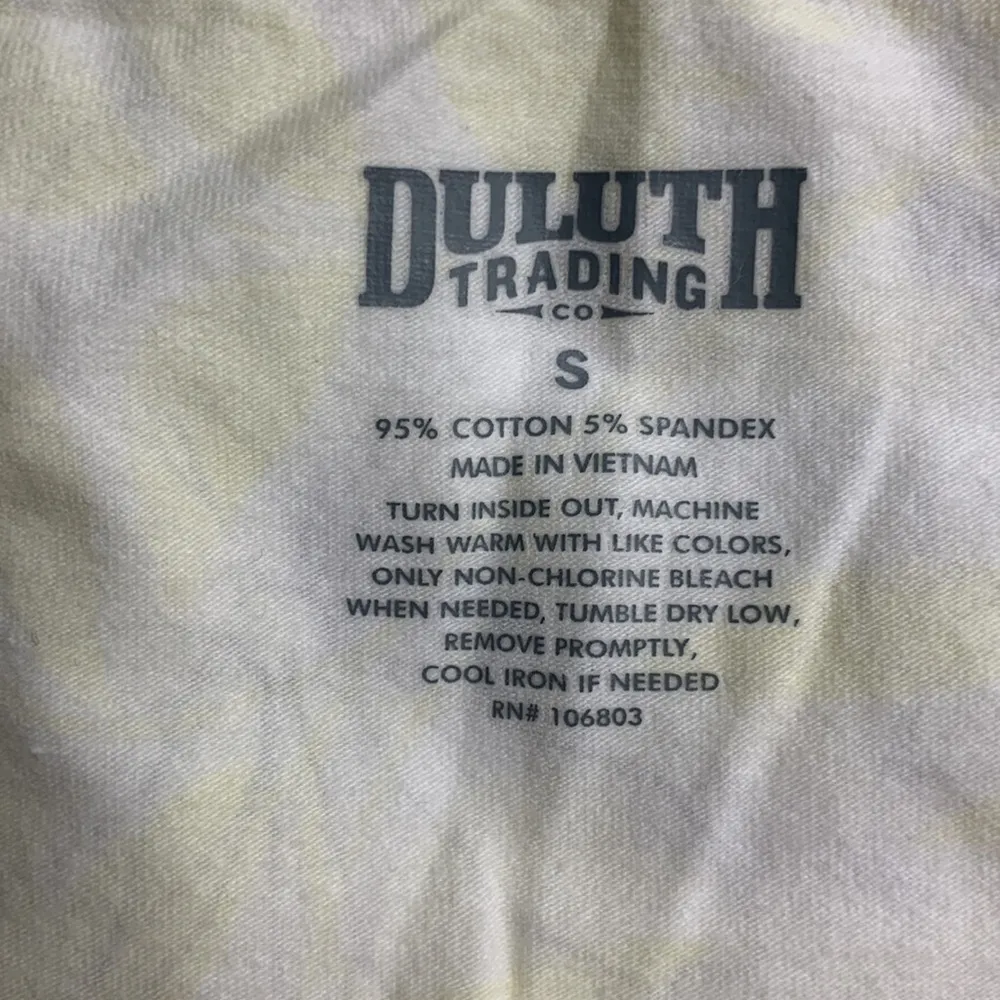 DULUTH
TRADING
CO
S
95% COTTON 5% SPANDEX
MADE IN VIETNAM
TURN INSIDE OUT, MACHINE
WASH WARM WITH LIKE COLORS,
ONLY NON-CHLORINE BLEACH
WHEN NEEDED, TUMBLE DRY LOW,
REMOVE PROMPTLY,
COOL IRON IF NEEDED
RN# 106803